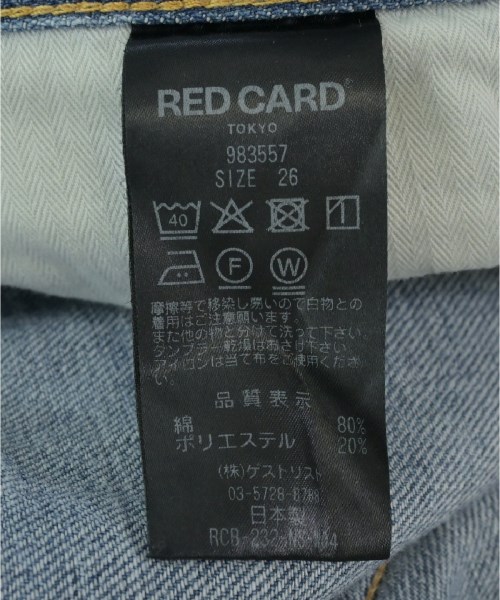 RED CARD®
TOKYO
983557
SIZE 26
40
F W
摩擦等で移染し易いので白物との
着用はご注意願います。
また他の物と分けて洗って下さい。
タンブラー乾燥はおさけ下さい。
アイロンは当て布をご使用くださ
い。
品質表示
綿 80%
ポリエステル 20%
(株)ゲストリスト
03-5728-8788
日本製